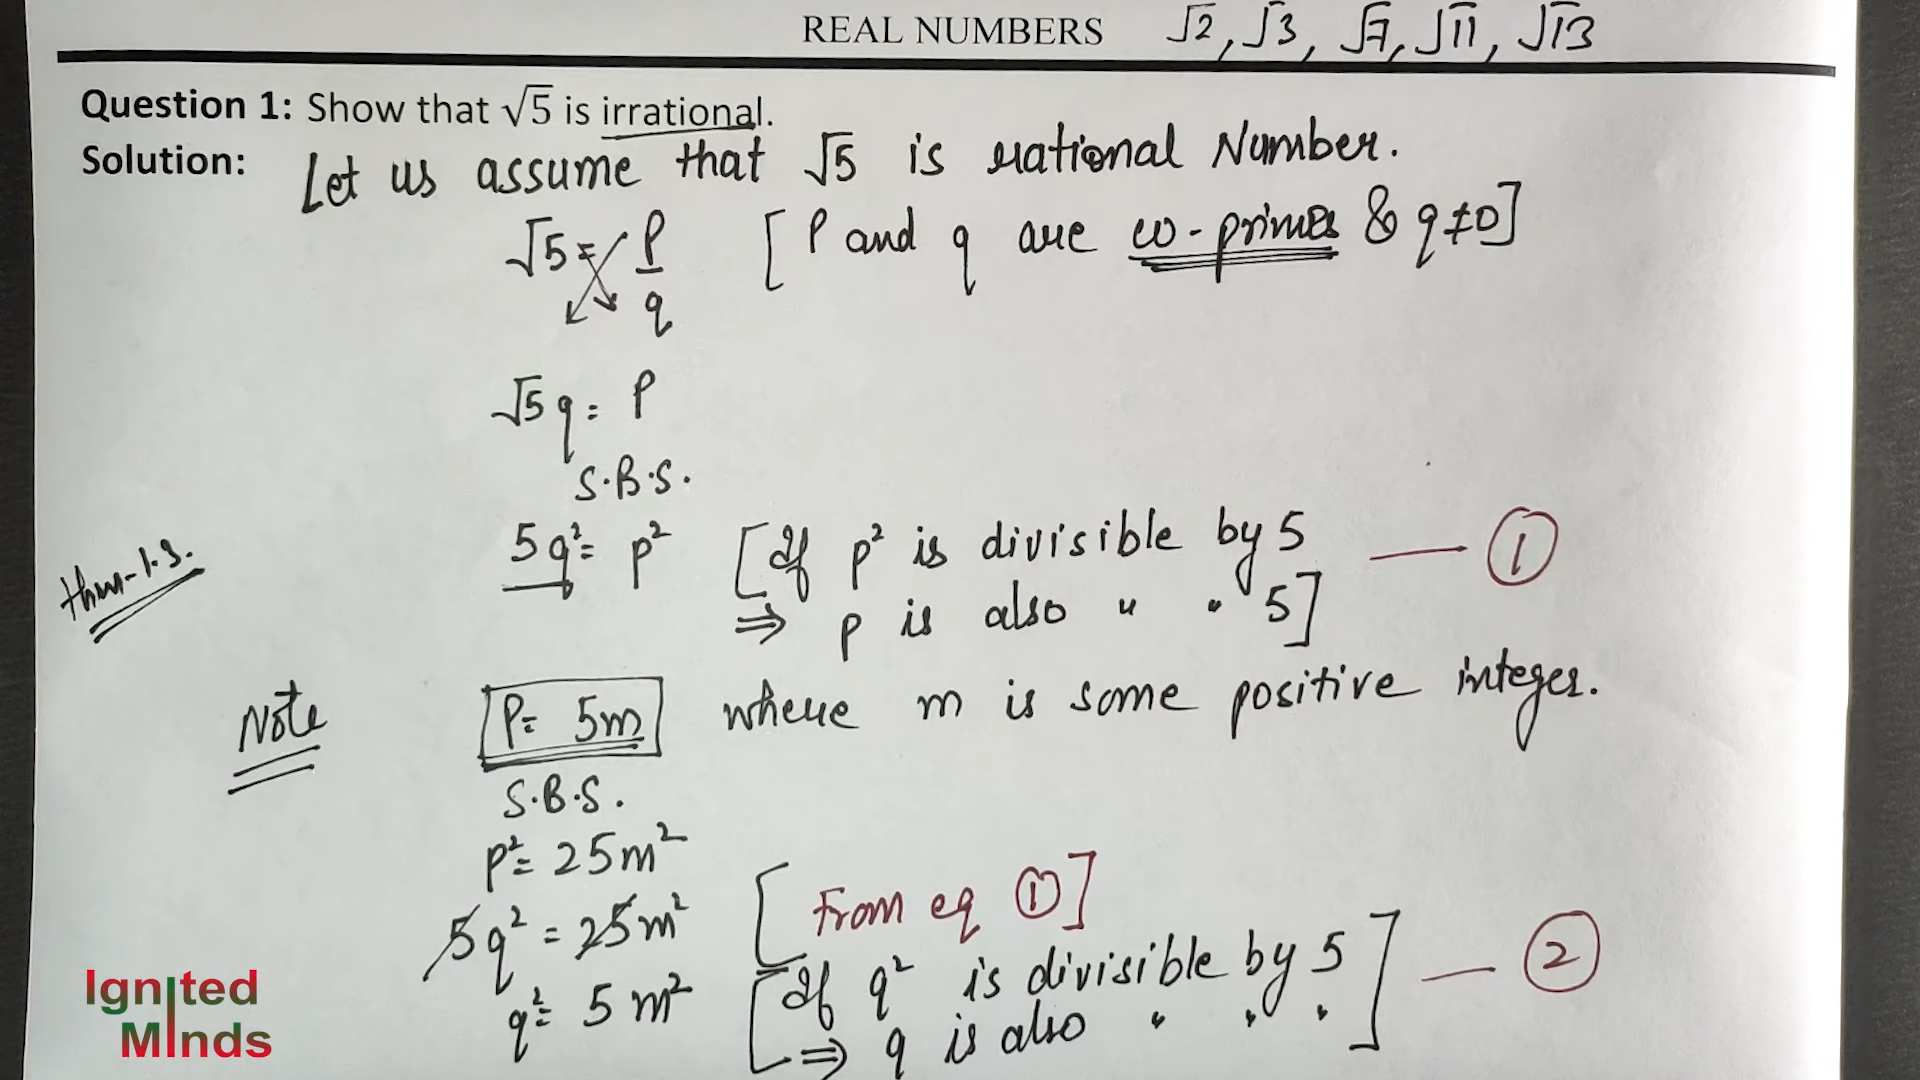 REAL NUMBERS √2, √3, √7, √11, √13
Question 1: Show that √5 is irrational.
Solution: Let us assume that √5 is rational Number.
√5 = p/q [p and q are co-primes & q≠0]
√5 q = p
S.B.S.
5q² = p² [If p² is divisible by 5 — ①
thm-1.3.
⇒ p is also " " 5]
Note
P = 5m where m is some positive integer.
S.B.S.
p² = 25m²
5q² = 25m² [From eq ①]
q² = 5m² [If q² is divisible by 5 — ②
⇒ q is also " " "]
Ignited
Minds